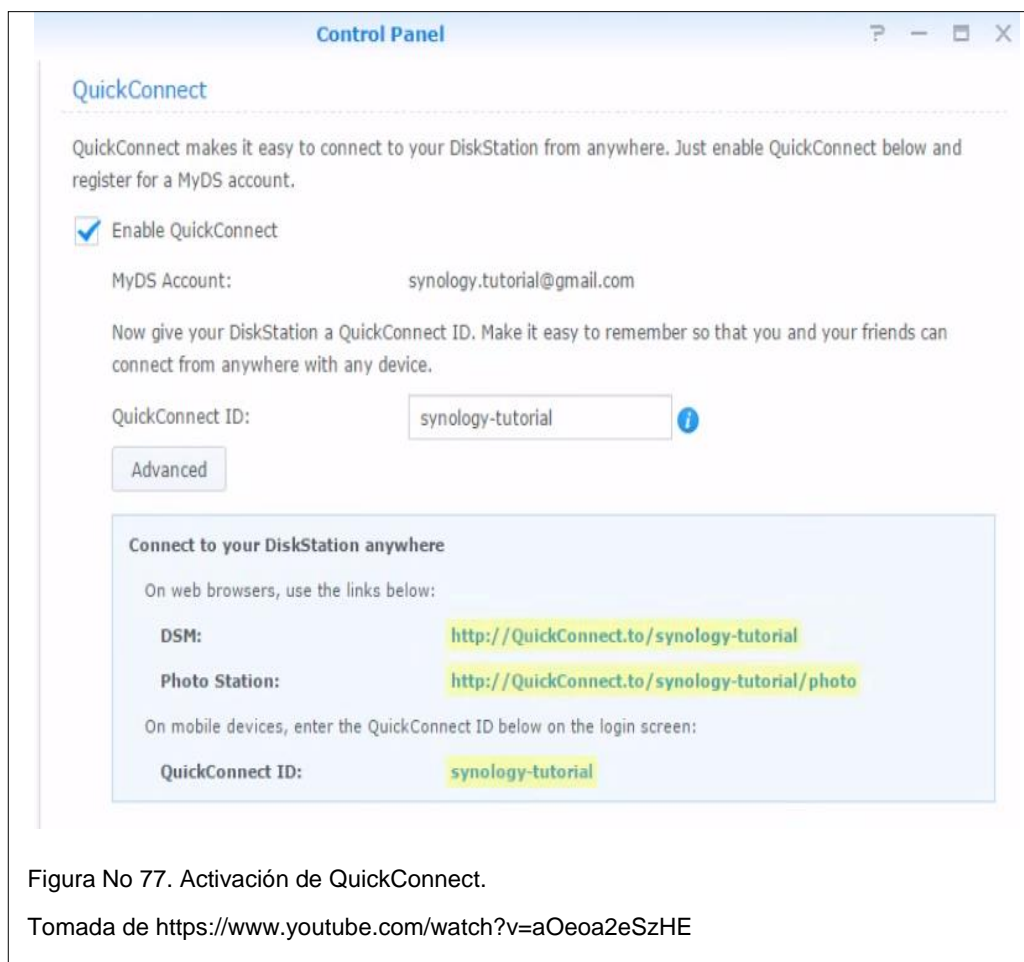 Control Panel
QuickConnect
QuickConnect makes it easy to connect to your DiskStation from anywhere. Just enable QuickConnect below and
register for a MyDS account.
Enable QuickConnect
MyDS Account: synology.tutorial@gmail.com
Now give your DiskStation a QuickConnect ID. Make it easy to remember so that you and your friends can
connect from anywhere with any device.
QuickConnect ID: synology-tutorial
Advanced
Connect to your DiskStation anywhere
On web browsers, use the links below:
DSM: http://QuickConnect.to/synology-tutorial
Photo Station: http://QuickConnect.to/synology-tutorial/photo
On mobile devices, enter the QuickConnect ID below on the login screen:
QuickConnect ID: synology-tutorial
Figura No 77. Activación de QuickConnect.
Tomada de https://www.youtube.com/watch?v=aOeoa2eSzHE